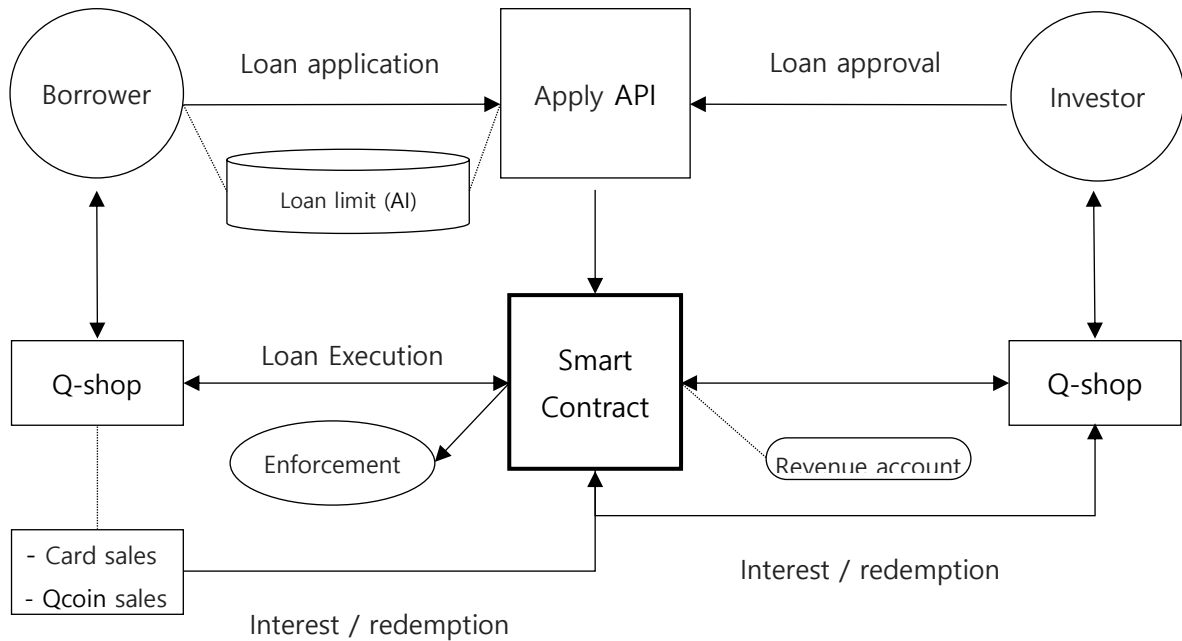 Loan application
Loan approval
Borrower
Apply API
Investor
Loan limit (AI)
Loan Execution
Smart
Contract
Q-shop
Q-shop
Enforcement
Revenue account
- Card sales
- Qcoin sales
Interest / redemption
Interest / redemption